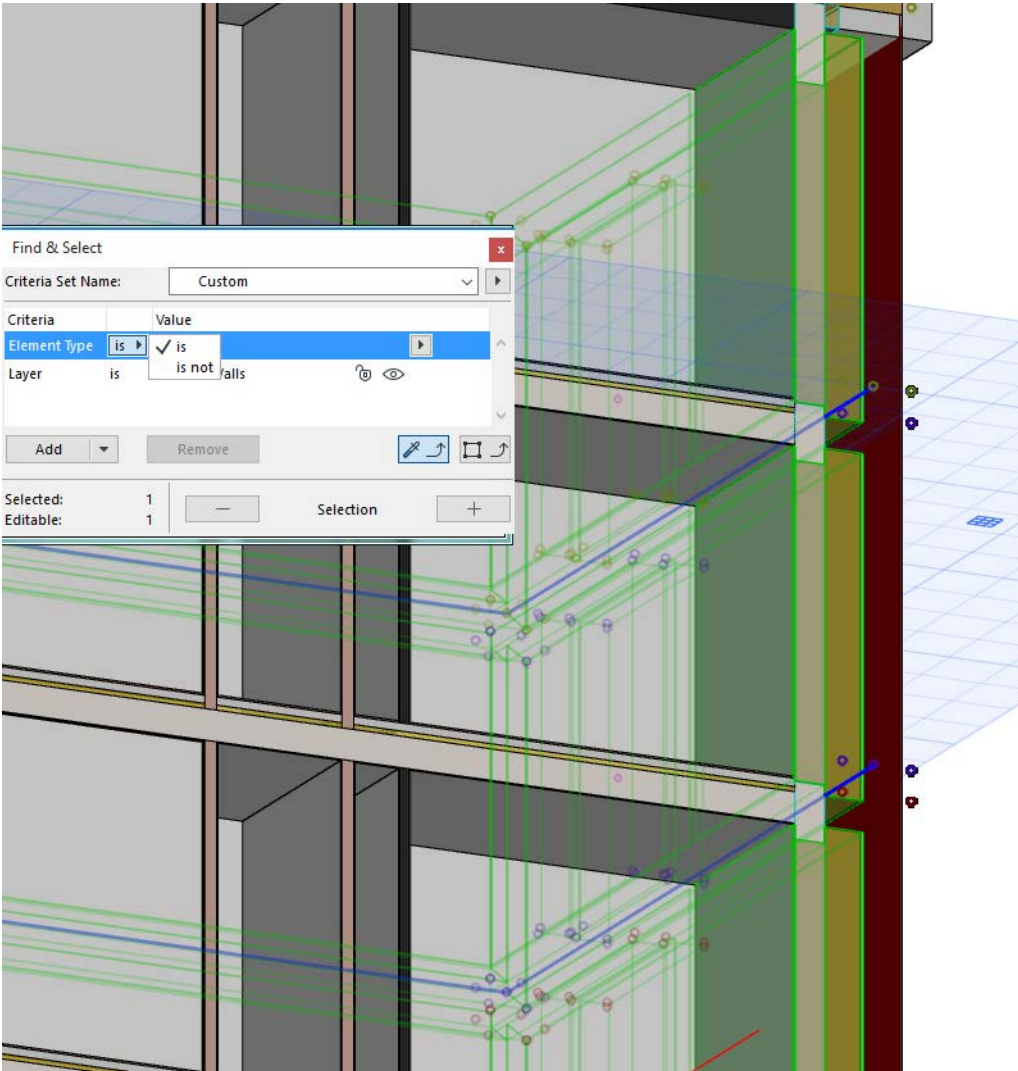 Find & Select
Criteria Set Name: Custom
Criteria Value
Element Type is is
is not
Layer is
Add Remove
Selected: 1
Editable: 1
Selection